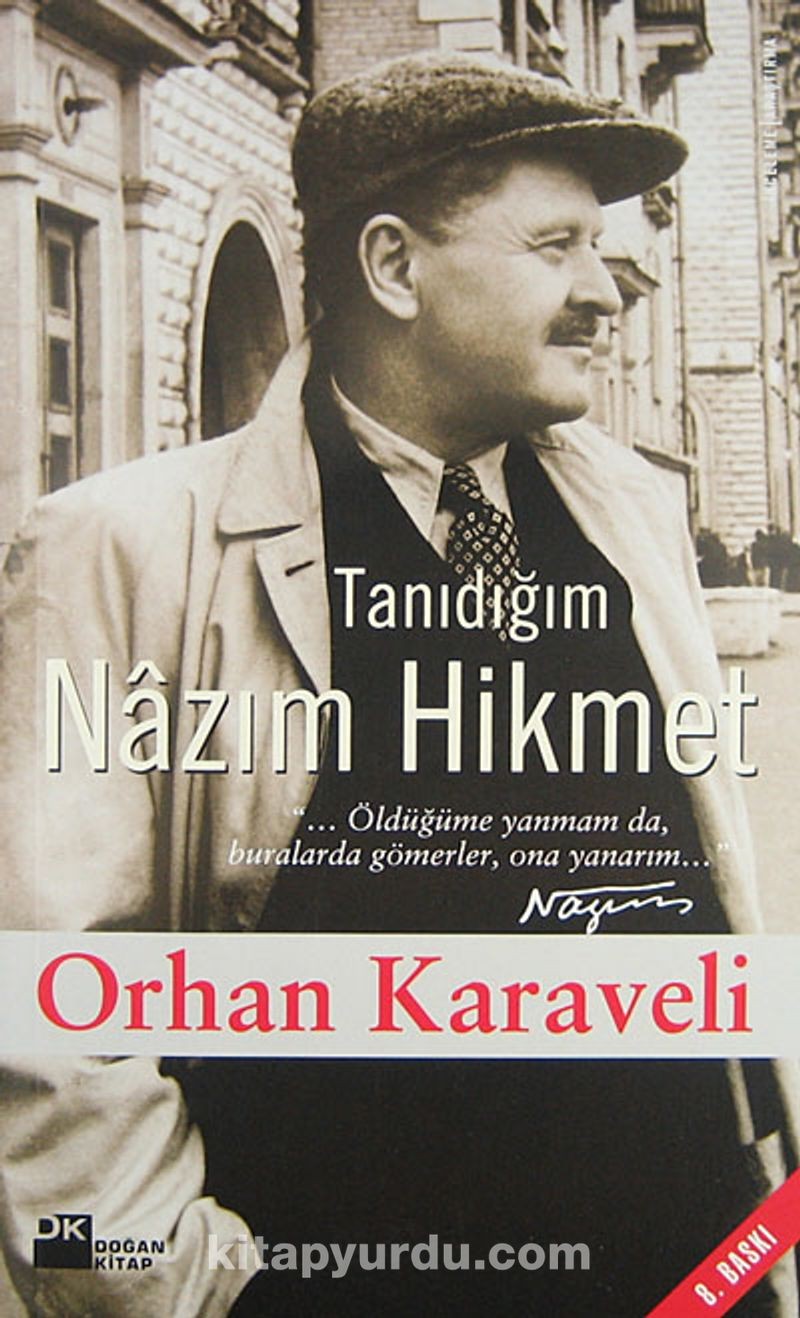 Tanıdığım
Nâzım Hikmet
“... Öldüğüme yanmam da,
buralarda gömerler, ona yanarım...”
Nâzım
Orhan Karaveli
DK
DOĞAN
KİTAP
kitapyurdu.com
8. BASKI